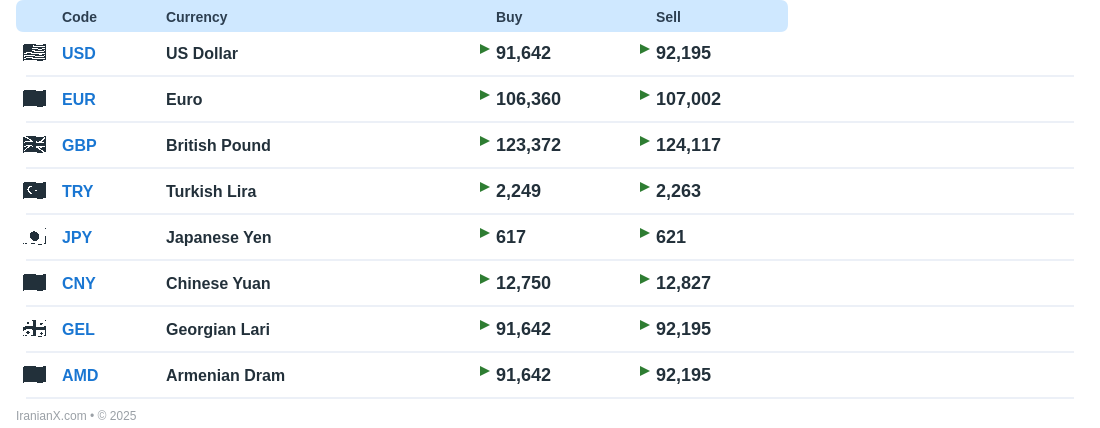 Code Currency Buy Sell
USD US Dollar 91,642 92,195
EUR Euro 106,360 107,002
GBP British Pound 123,372 124,117
TRY Turkish Lira 2,249 2,263
JPY Japanese Yen 617 621
CNY Chinese Yuan 12,750 12,827
GEL Georgian Lari 91,642 92,195
AMD Armenian Dram 91,642 92,195
IranianX.com • © 2025